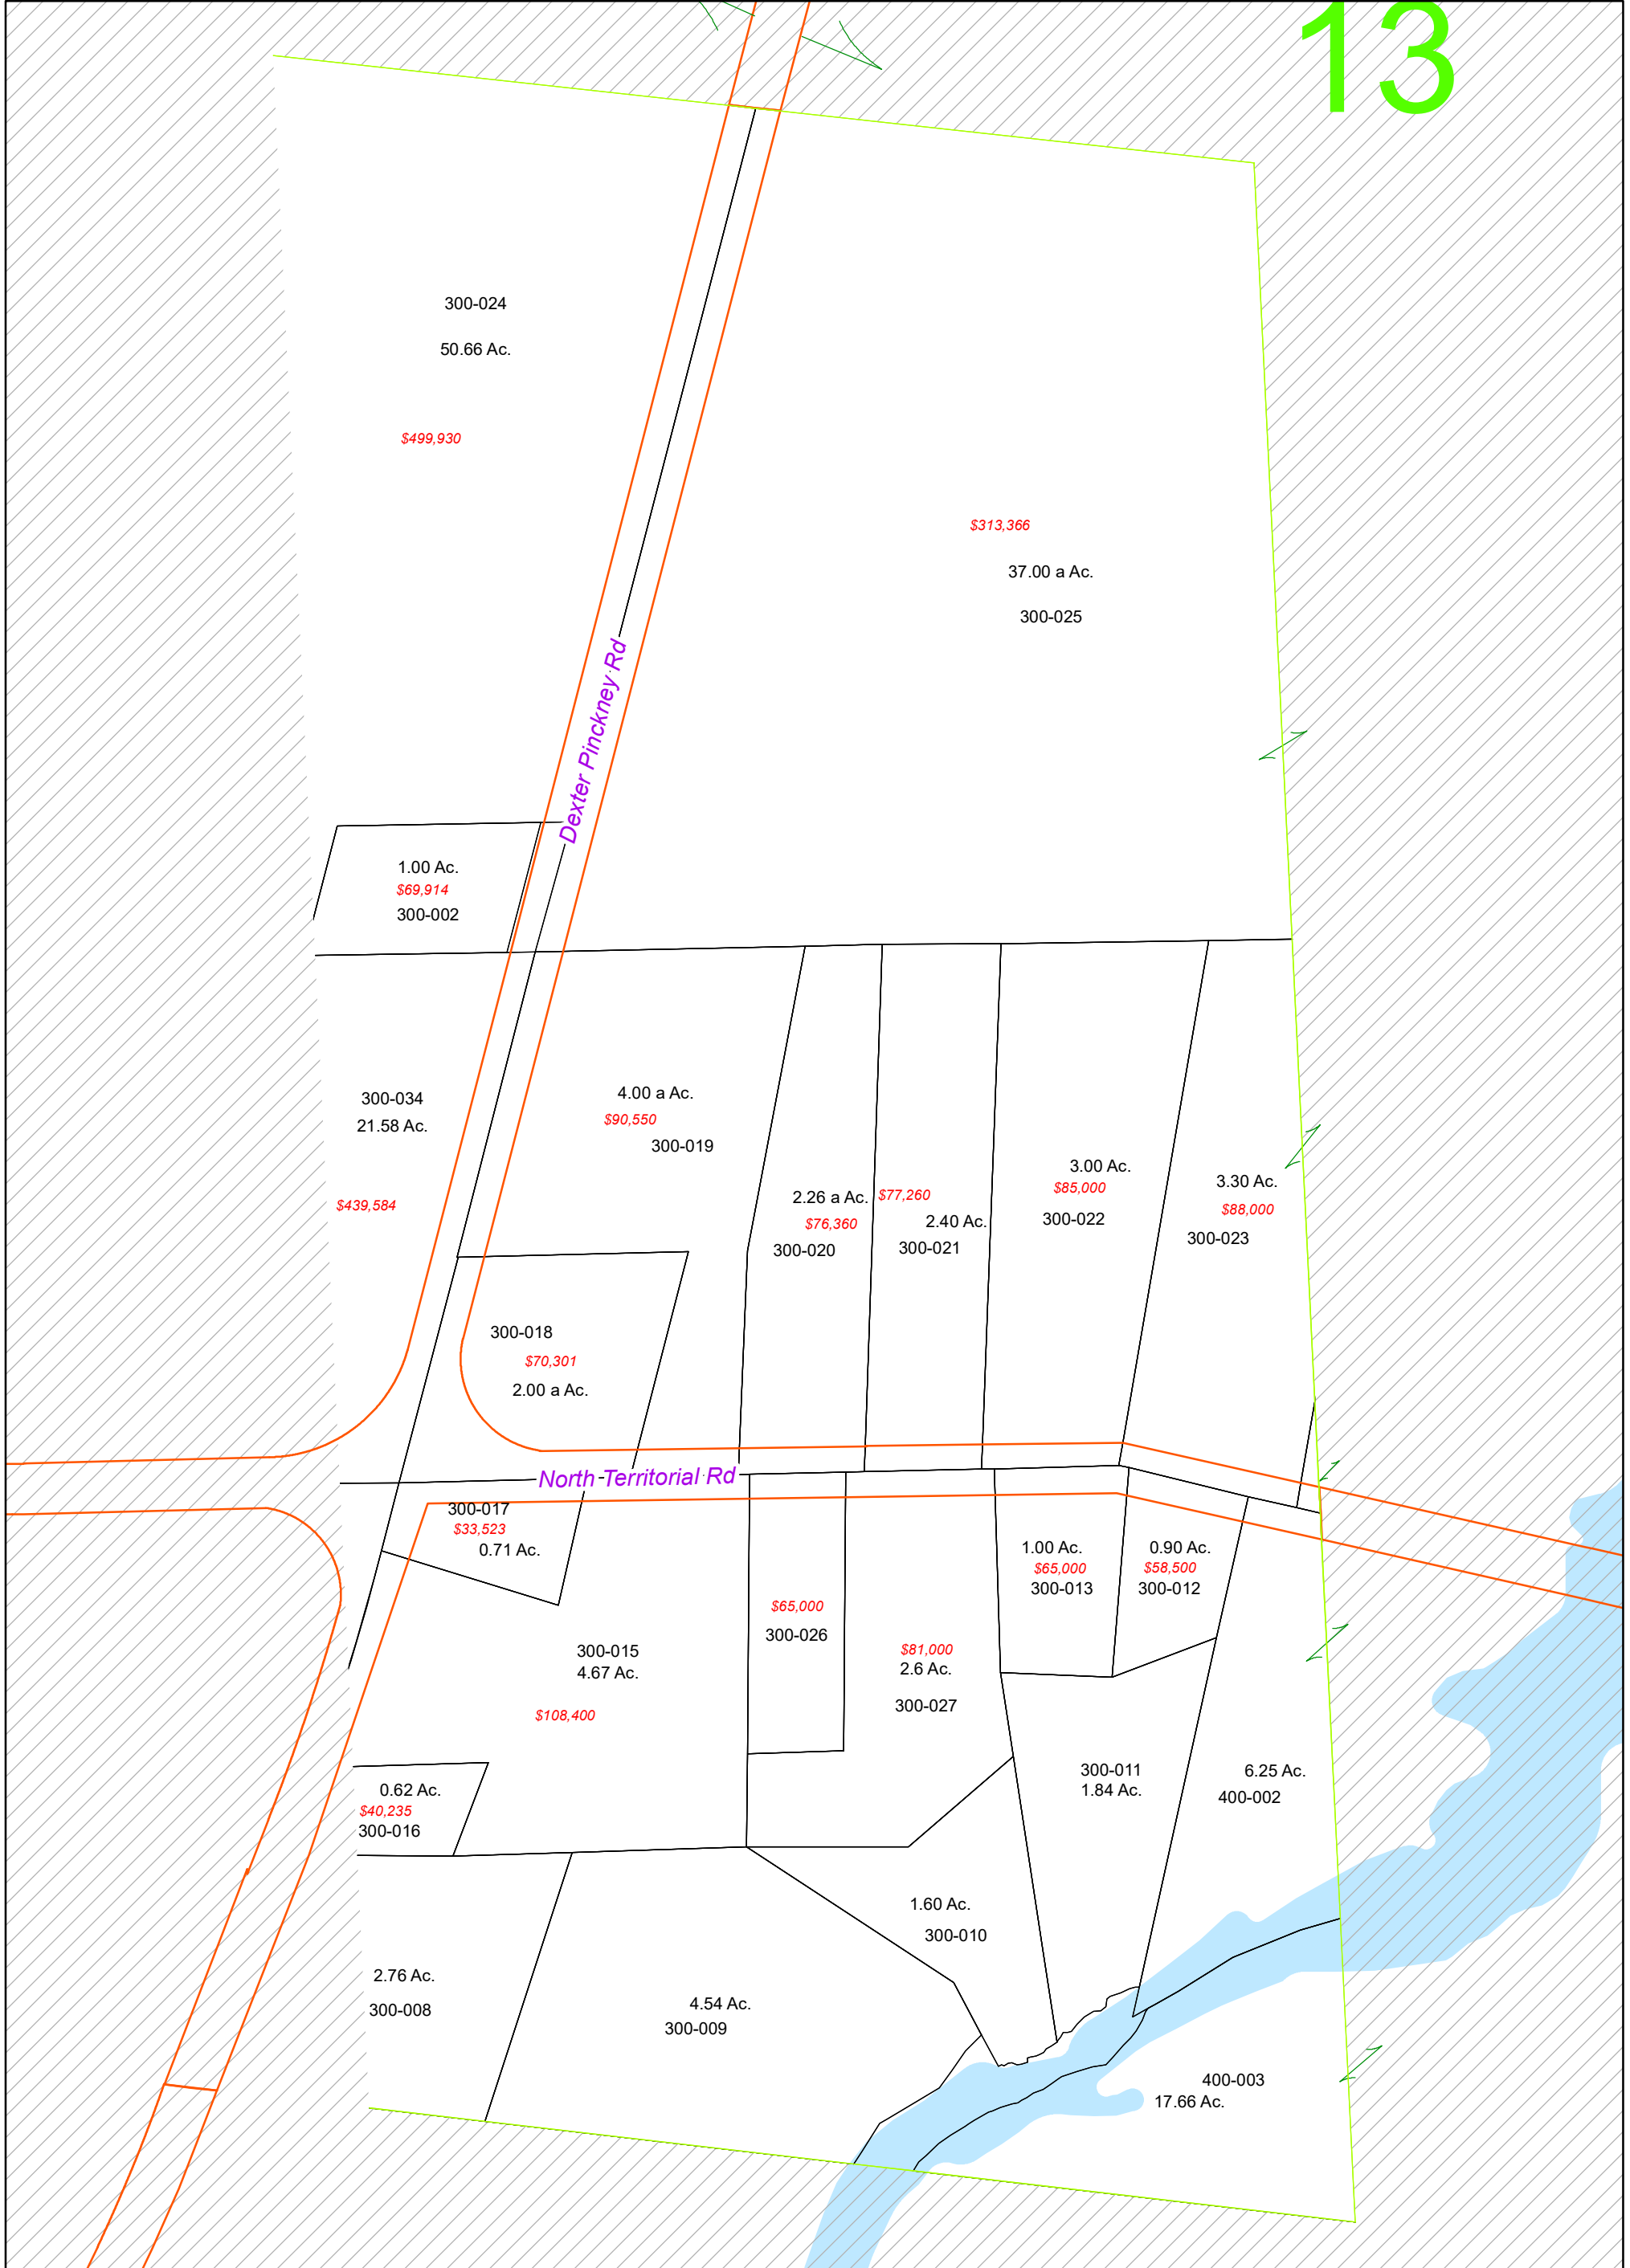 13
300-024
50.66 Ac.
$499,930
$313,366
37.00 a Ac.
300-025
Dexter Pinckney Rd
1.00 Ac.
$69,914
300-002
300-034
21.58 Ac.
$439,584
4.00 a Ac.
$90,550
300-019
2.26 a Ac.
$76,360
300-020
$77,260
2.40 Ac.
300-021
3.00 Ac.
$85,000
300-022
3.30 Ac.
$88,000
300-023
300-018
$70,301
2.00 a Ac.
North Territorial Rd
300-017
$33,523
0.71 Ac.
300-015
4.67 Ac.
$108,400
$65,000
300-026
$81,000
2.6 Ac.
300-027
1.00 Ac.
$65,000
300-013
0.90 Ac.
$58,500
300-012
0.62 Ac.
$40,235
300-016
300-011
1.84 Ac.
6.25 Ac.
400-002
1.60 Ac.
300-010
2.76 Ac.
300-008
4.54 Ac.
300-009
400-003
17.66 Ac.